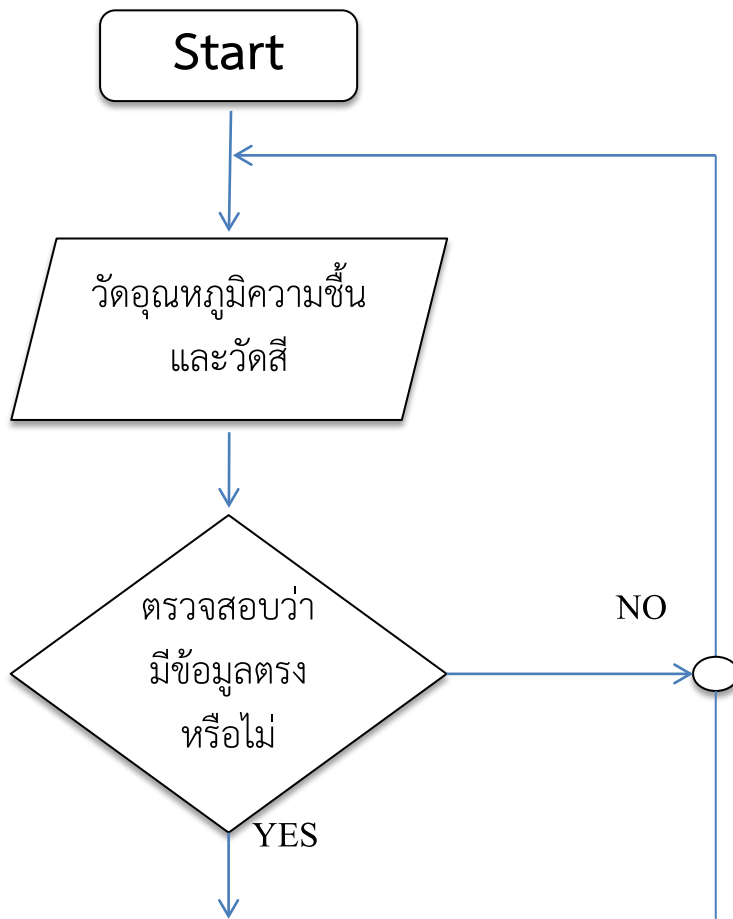 Start
วัดอุณหภูมิความชื้น
และวัดสี
ตรวจสอบว่า
มีข้อมูลตรง
หรือไม่
NO
YES